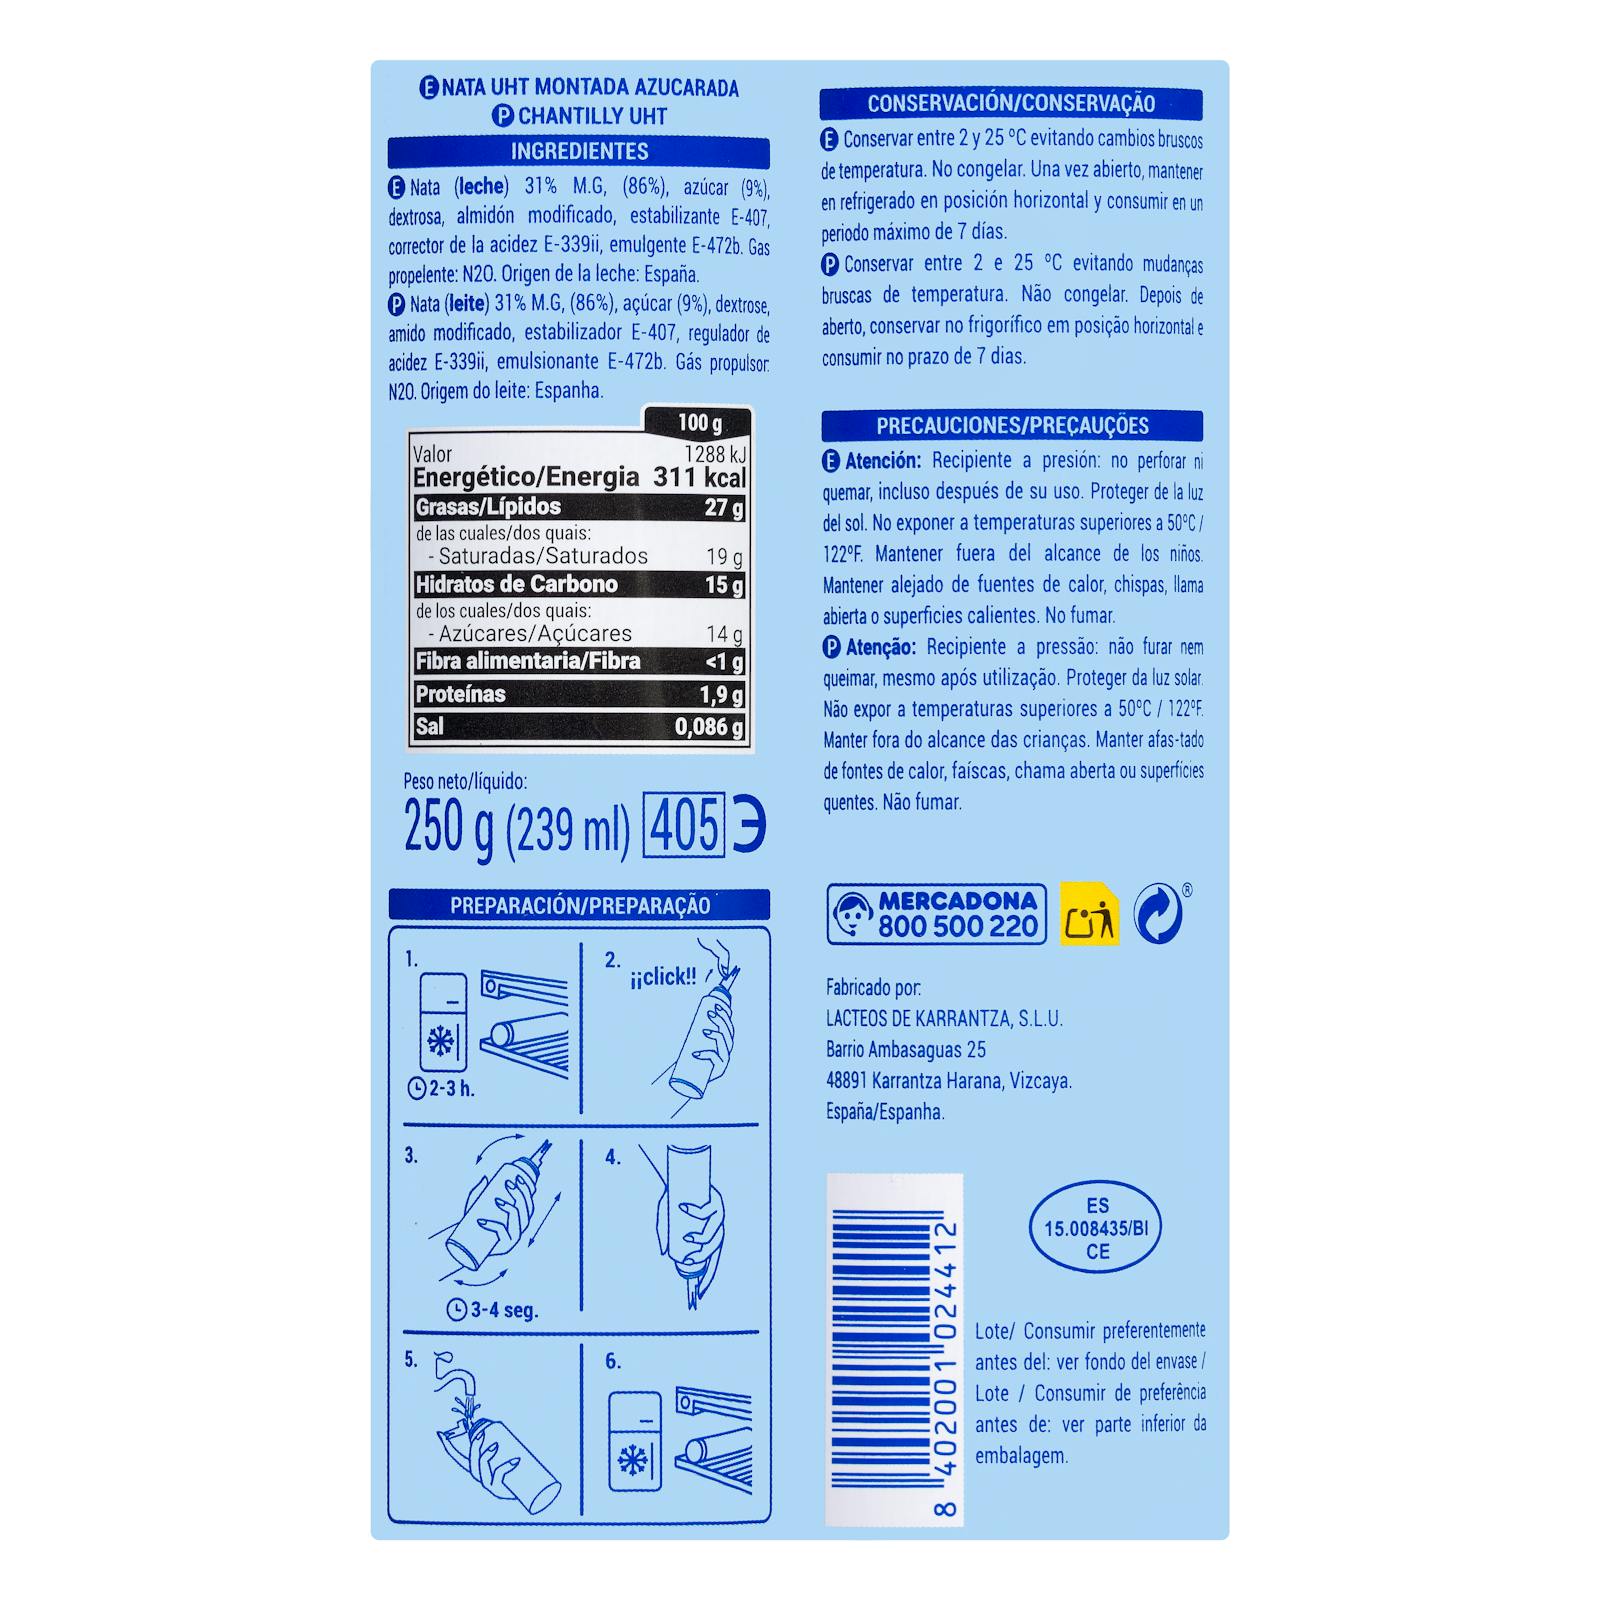 E NATA UHT MONTADA AZUCARADA
P CHANTILLY UHT
INGREDIENTES
E Nata (leche) 31% M.G, (86%), azúcar (9%),
dextrosa, almidón modificado, estabilizante E-407,
corrector de la acidez E-339ii, emulgente E-472b. Gas
propelente: N2O. Origen de la leche: España.
P Nata (leite) 31% M.G, (86%), açúcar (9%), dextrose,
amido modificado, estabilizador E-407, regulador de
acidez E-339ii, emulsionante E-472b. Gás propulsor:
N2O. Origem do leite: Espanha.
100 g
Valor 1288 kJ
Energético/Energia 311 kcal
Grasas/Lípidos 27 g
de las cuales/dos quais:
- Saturadas/Saturados 19 g
Hidratos de Carbono 15 g
de los cuales/dos quais:
- Azúcares/Açúcares 14 g
Fibra alimentaria/Fibra <1 g
Proteínas 1,9 g
Sal 0,086 g
Peso neto/líquido:
250 g (239 ml) 405 Э
PREPARACIÓN/PREPARAÇÃO
1.
2-3 h.
2.
¡¡click!!
3.
3-4 seg.
4.
5.
6.
CONSERVACIÓN/CONSERVAÇÃO
E Conservar entre 2 y 25 ºC evitando cambios bruscos
de temperatura. No congelar. Una vez abierto, mantener
en refrigerado en posición horizontal y consumir en un
periodo máximo de 7 días.
P Conservar entre 2 e 25 ºC evitando mudanças
bruscas de temperatura. Não congelar. Depois de
aberto, conservar no frigorífico em posição horizontal e
consumir no prazo de 7 dias.
PRECAUCIONES/PREÇAUÇÕES
E Atención: Recipiente a presión: no perforar ni
quemar, incluso después de su uso. Proteger de la luz
del sol. No exponer a temperaturas superiores a 50ºC /
122ºF. Mantener fuera del alcance de los niños.
Mantener alejado de fuentes de calor, chispas, llama
abierta o superficies calientes. No fumar.
P Atenção: Recipiente a pressão: não furar nem
queimar, mesmo após utilização. Proteger da luz solar.
Não expor a temperaturas superiores a 50ºC / 122ºF.
Manter fora do alcance das crianças. Manter afas-tado
de fontes de calor, faíscas, chama aberta ou superfícies
quentes. Não fumar.
MERCADONA
800 500 220
®
Fabricado por:
LACTEOS DE KARRANTZA, S.L.U.
Barrio Ambasaguas 25
48891 Karrantza Harana, Vizcaya.
España/Espanha.
8 402001 024412
ES
15.008435/BI
CE
Lote/ Consumir preferentemente
antes del: ver fondo del envase /
Lote / Consumir de preferência
antes de: ver parte inferior da
embalagem.